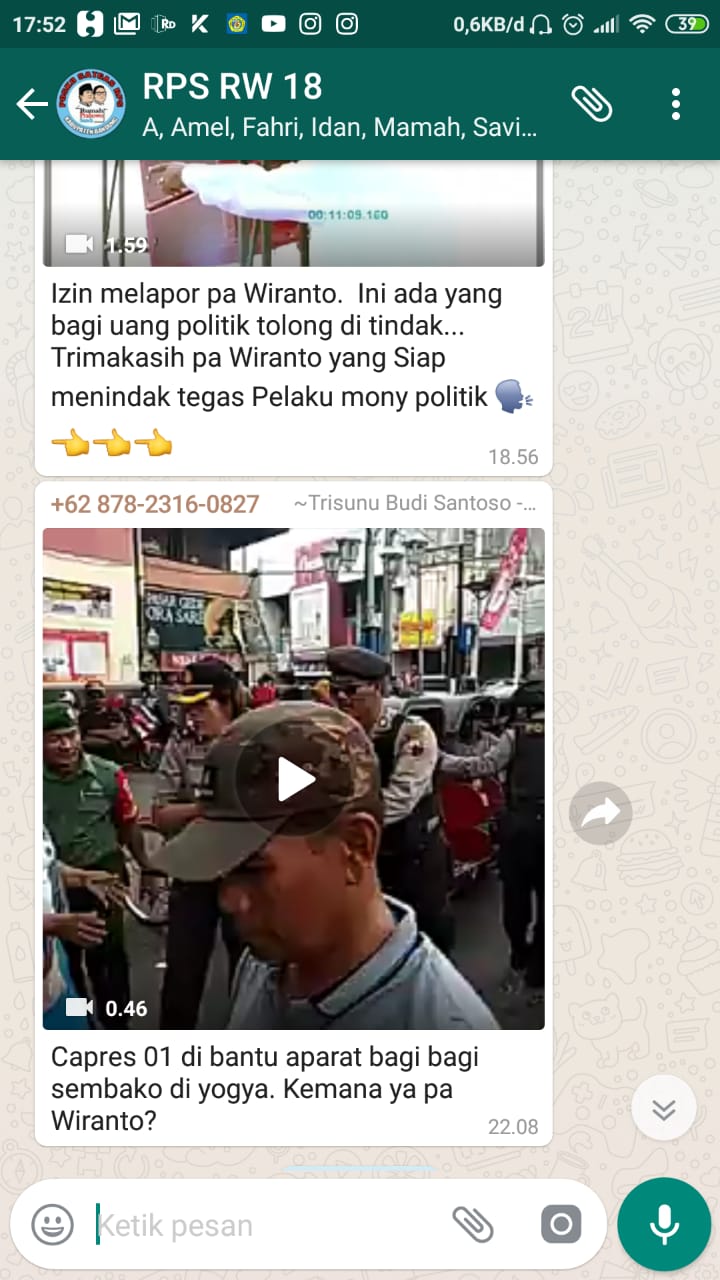 17:52
0,6KB/d
39
RPS RW 18
A, Amel, Fahri, Idan, Mamah, Savi...
00:11:09.160
1.59
Izin melapor pa Wiranto. Ini ada yang
bagi uang politik tolong di tindak...
Trimakasih pa Wiranto yang Siap
menindak tegas Pelaku mony politik 🗣
👈👈👈
18.56
+62 878-2316-0827 ~Trisunu Budi Santoso -...
0.46
Capres 01 di bantu aparat bagi bagi
sembako di yogya. Kemana ya pa
Wiranto?
22.08
Ketik pesan